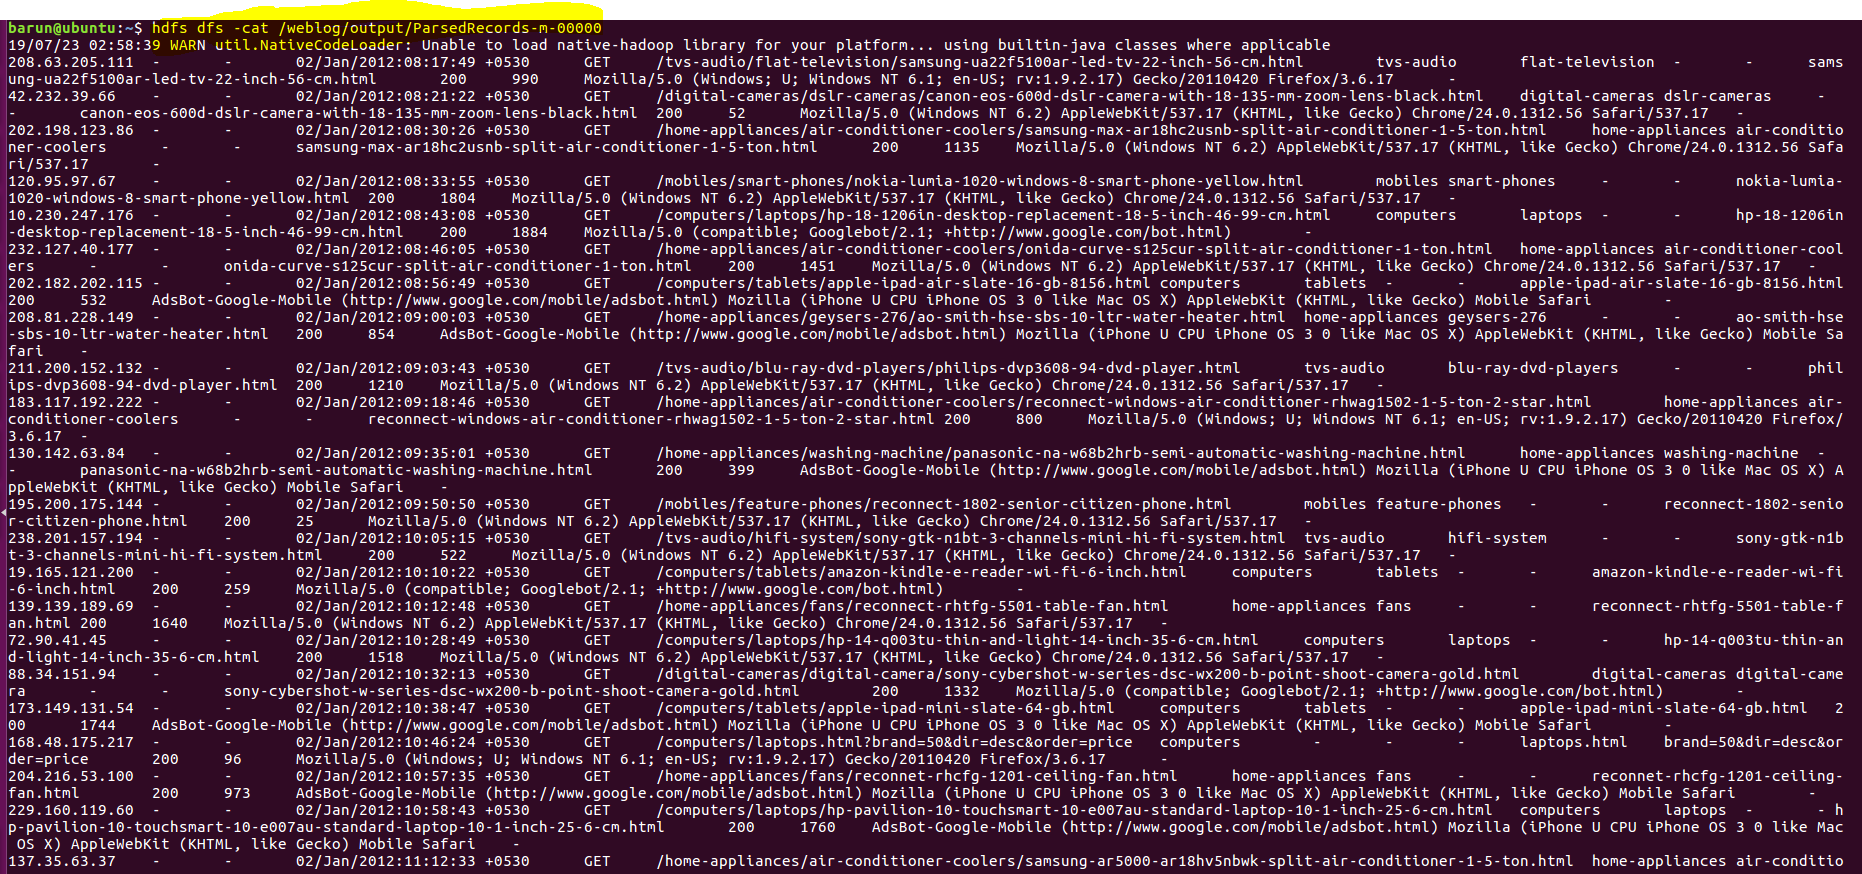 barun@ubuntu:~$ hdfs dfs -cat /weblog/output/ParsedRecords-m-00000
19/07/23 02:58:39 WARN util.NativeCodeLoader: Unable to load native-hadoop library for your platform... using builtin-java classes where applicable
208.63.205.111 - - 02/Jan/2012:08:17:49 +0530 GET /tvs-audio/flat-television/samsung-ua22f5100ar-led-tv-22-inch-56-cm.html tvs-audio flat-television - - sams
ung-ua22f5100ar-led-tv-22-inch-56-cm.html 200 990 Mozilla/5.0 (Windows; U; Windows NT 6.1; en-US; rv:1.9.2.17) Gecko/20110420 Firefox/3.6.17 -
42.232.39.66 - - 02/Jan/2012:08:21:22 +0530 GET /digital-cameras/dslr-cameras/canon-eos-600d-dslr-camera-with-18-135-mm-zoom-lens-black.html digital-cameras dslr-cameras -
- canon-eos-600d-dslr-camera-with-18-135-mm-zoom-lens-black.html 200 52 Mozilla/5.0 (Windows NT 6.2) AppleWebKit/537.17 (KHTML, like Gecko) Chrome/24.0.1312.56 Safari/537.17 -
202.198.123.86 - - 02/Jan/2012:08:30:26 +0530 GET /home-appliances/air-conditioner-coolers/samsung-max-ar18hc2usnb-split-air-conditioner-1-5-ton.html home-appliances air-conditio
ner-coolers - - samsung-max-ar18hc2usnb-split-air-conditioner-1-5-ton.html 200 1135 Mozilla/5.0 (Windows NT 6.2) AppleWebKit/537.17 (KHTML, like Gecko) Chrome/24.0.1312.56 Safa
ri/537.17 -
120.95.97.67 - - 02/Jan/2012:08:33:55 +0530 GET /mobiles/smart-phones/nokia-lumia-1020-windows-8-smart-phone-yellow.html mobiles smart-phones - - nokia-lumia-
1020-windows-8-smart-phone-yellow.html 200 1804 Mozilla/5.0 (Windows NT 6.2) AppleWebKit/537.17 (KHTML, like Gecko) Chrome/24.0.1312.56 Safari/537.17 -
10.230.247.176 - - 02/Jan/2012:08:43:08 +0530 GET /computers/laptops/hp-18-1206in-desktop-replacement-18-5-inch-46-99-cm.html computers laptops - - hp-18-1206in
-desktop-replacement-18-5-inch-46-99-cm.html 200 1884 Mozilla/5.0 (compatible; Googlebot/2.1; +http://www.google.com/bot.html) -
232.127.40.177 - - 02/Jan/2012:08:46:05 +0530 GET /home-appliances/air-conditioner-coolers/onida-curve-s125cur-split-air-conditioner-1-ton.html home-appliances air-conditioner-cool
ers - - onida-curve-s125cur-split-air-conditioner-1-ton.html 200 1451 Mozilla/5.0 (Windows NT 6.2) AppleWebKit/537.17 (KHTML, like Gecko) Chrome/24.0.1312.56 Safari/537.17 -
202.182.202.115 - - 02/Jan/2012:08:56:49 +0530 GET /computers/tablets/apple-ipad-air-slate-16-gb-8156.html computers tablets - - apple-ipad-air-slate-16-gb-8156.html
200 532 AdsBot-Google-Mobile (http://www.google.com/mobile/adsbot.html) Mozilla (iPhone U CPU iPhone OS 3 0 like Mac OS X) AppleWebKit (KHTML, like Gecko) Mobile Safari -
208.81.228.149 - - 02/Jan/2012:09:00:03 +0530 GET /home-appliances/geysers-276/ao-smith-hse-sbs-10-ltr-water-heater.html home-appliances geysers-276 - - ao-smith-hse
-sbs-10-ltr-water-heater.html 200 854 AdsBot-Google-Mobile (http://www.google.com/mobile/adsbot.html) Mozilla (iPhone U CPU iPhone OS 3 0 like Mac OS X) AppleWebKit (KHTML, like Gecko) Mobile Sa
fari -
211.200.152.132 - - 02/Jan/2012:09:03:43 +0530 GET /tvs-audio/blu-ray-dvd-players/philips-dvp3608-94-dvd-player.html tvs-audio blu-ray-dvd-players - - phil
ips-dvp3608-94-dvd-player.html 200 1210 Mozilla/5.0 (Windows NT 6.2) AppleWebKit/537.17 (KHTML, like Gecko) Chrome/24.0.1312.56 Safari/537.17 -
183.117.192.222 - - 02/Jan/2012:09:18:46 +0530 GET /home-appliances/air-conditioner-coolers/reconnect-windows-air-conditioner-rhwag1502-1-5-ton-2-star.html home-appliances air-
conditioner-coolers - - reconnect-windows-air-conditioner-rhwag1502-1-5-ton-2-star.html 200 800 Mozilla/5.0 (Windows; U; Windows NT 6.1; en-US; rv:1.9.2.17) Gecko/20110420 Firefox/
3.6.17 -
130.142.63.84 - - 02/Jan/2012:09:35:01 +0530 GET /home-appliances/washing-machine/panasonic-na-w68b2hrb-semi-automatic-washing-machine.html home-appliances washing-machine -
- panasonic-na-w68b2hrb-semi-automatic-washing-machine.html 200 399 AdsBot-Google-Mobile (http://www.google.com/mobile/adsbot.html) Mozilla (iPhone U CPU iPhone OS 3 0 like Mac OS X) A
ppleWebKit (KHTML, like Gecko) Mobile Safari -
195.200.175.144 - - 02/Jan/2012:09:50:50 +0530 GET /mobiles/feature-phones/reconnect-1802-senior-citizen-phone.html mobiles feature-phones - - reconnect-1802-senio
r-citizen-phone.html 200 25 Mozilla/5.0 (Windows NT 6.2) AppleWebKit/537.17 (KHTML, like Gecko) Chrome/24.0.1312.56 Safari/537.17 -
238.201.157.194 - - 02/Jan/2012:10:05:15 +0530 GET /tvs-audio/hifi-system/sony-gtk-n1bt-3-channels-mini-hi-fi-system.html tvs-audio hifi-system - - sony-gtk-n1b
t-3-channels-mini-hi-fi-system.html 200 522 Mozilla/5.0 (Windows NT 6.2) AppleWebKit/537.17 (KHTML, like Gecko) Chrome/24.0.1312.56 Safari/537.17 -
19.165.121.200 - - 02/Jan/2012:10:10:22 +0530 GET /computers/tablets/amazon-kindle-e-reader-wi-fi-6-inch.html computers tablets - - amazon-kindle-e-reader-wi-fi
-6-inch.html 200 259 Mozilla/5.0 (compatible; Googlebot/2.1; +http://www.google.com/bot.html) -
139.139.189.69 - - 02/Jan/2012:10:12:48 +0530 GET /home-appliances/fans/reconnect-rhtfg-5501-table-fan.html home-appliances fans - - reconnect-rhtfg-5501-table-f
an.html 200 1640 Mozilla/5.0 (Windows NT 6.2) AppleWebKit/537.17 (KHTML, like Gecko) Chrome/24.0.1312.56 Safari/537.17 -
72.90.41.45 - - 02/Jan/2012:10:28:49 +0530 GET /computers/laptops/hp-14-q003tu-thin-and-light-14-inch-35-6-cm.html computers laptops - - hp-14-q003tu-thin-an
d-light-14-inch-35-6-cm.html 200 1518 Mozilla/5.0 (Windows NT 6.2) AppleWebKit/537.17 (KHTML, like Gecko) Chrome/24.0.1312.56 Safari/537.17 -
88.34.151.94 - - 02/Jan/2012:10:32:13 +0530 GET /digital-cameras/digital-camera/sony-cybershot-w-series-dsc-wx200-b-point-shoot-camera-gold.html digital-cameras digital-came
ra - - sony-cybershot-w-series-dsc-wx200-b-point-shoot-camera-gold.html 200 1332 Mozilla/5.0 (compatible; Googlebot/2.1; +http://www.google.com/bot.html) -
173.149.131.54 - - 02/Jan/2012:10:38:47 +0530 GET /computers/tablets/apple-ipad-mini-slate-64-gb.html computers tablets - - apple-ipad-mini-slate-64-gb.html 2
00 1744 AdsBot-Google-Mobile (http://www.google.com/mobile/adsbot.html) Mozilla (iPhone U CPU iPhone OS 3 0 like Mac OS X) AppleWebKit (KHTML, like Gecko) Mobile Safari -
168.48.175.217 - - 02/Jan/2012:10:46:24 +0530 GET /computers/laptops.html?brand=50&dir=desc&order=price computers - - - laptops.html brand=50&dir=desc&or
der=price 200 96 Mozilla/5.0 (Windows; U; Windows NT 6.1; en-US; rv:1.9.2.17) Gecko/20110420 Firefox/3.6.17 -
204.216.53.100 - - 02/Jan/2012:10:57:35 +0530 GET /home-appliances/fans/reconnet-rhcfg-1201-ceiling-fan.html home-appliances fans - - reconnet-rhcfg-1201-ceiling-
fan.html 200 973 AdsBot-Google-Mobile (http://www.google.com/mobile/adsbot.html) Mozilla (iPhone U CPU iPhone OS 3 0 like Mac OS X) AppleWebKit (KHTML, like Gecko) Mobile Safari -
229.160.119.60 - - 02/Jan/2012:10:58:43 +0530 GET /computers/laptops/hp-pavilion-10-touchsmart-10-e007au-standard-laptop-10-1-inch-25-6-cm.html computers laptops - - h
p-pavilion-10-touchsmart-10-e007au-standard-laptop-10-1-inch-25-6-cm.html 200 1760 AdsBot-Google-Mobile (http://www.google.com/mobile/adsbot.html) Mozilla (iPhone U CPU iPhone OS 3 0 like Mac
OS X) AppleWebKit (KHTML, like Gecko) Mobile Safari -
137.35.63.37 - - 02/Jan/2012:11:12:33 +0530 GET /home-appliances/air-conditioner-coolers/samsung-ar5000-ar18hv5nbwk-split-air-conditioner-1-5-ton.html home-appliances air-conditio